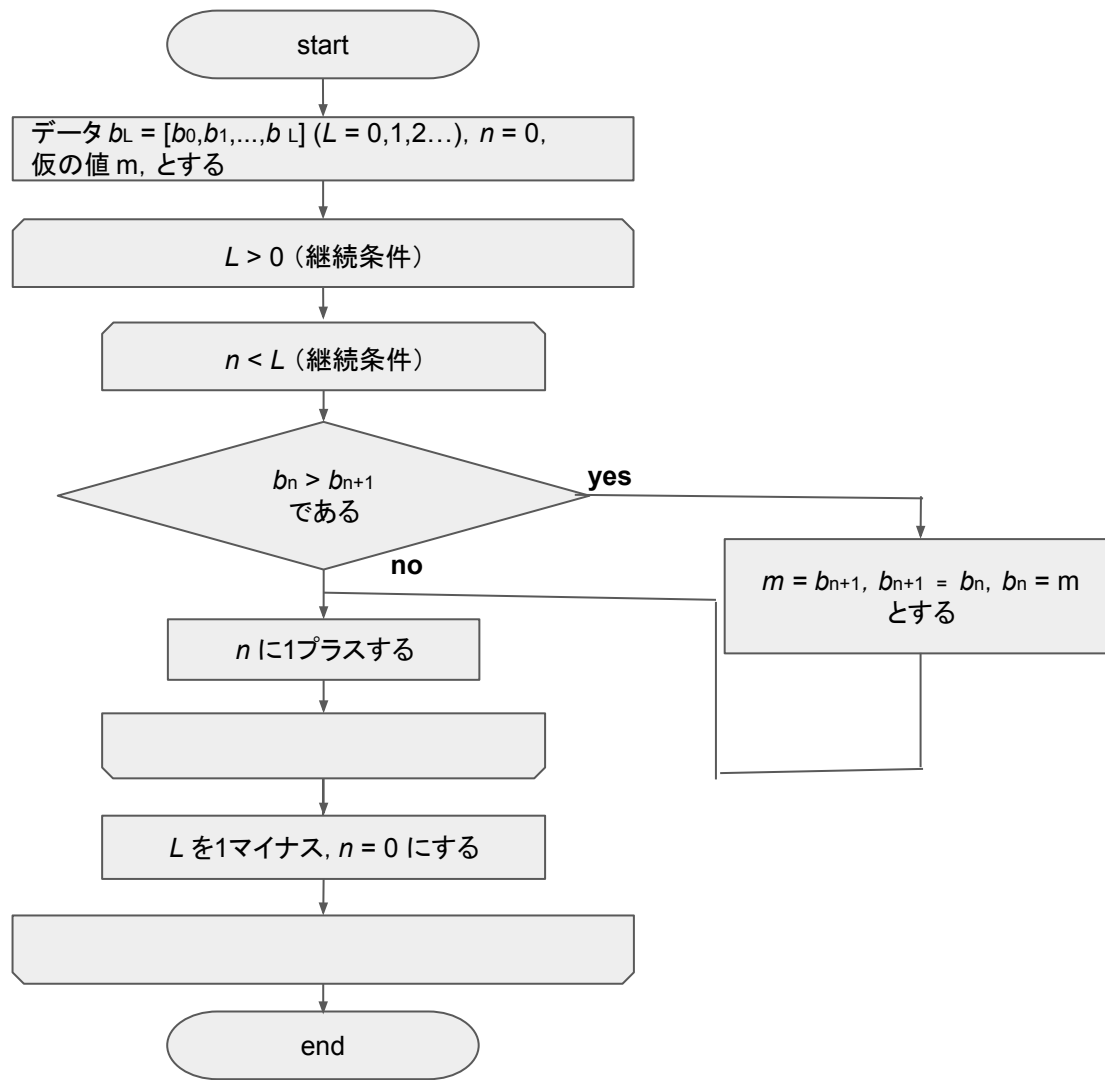 start
データ bL = [b0,b1,...,b L] (L = 0,1,2…), n = 0,
仮の値 m, とする
L > 0 (継続条件)
n < L (継続条件)
bn > bn+1
である
yes
no
m = bn+1, bn+1 = bn, bn = m
とする
n に1プラスする
L を1マイナス, n = 0 にする
end